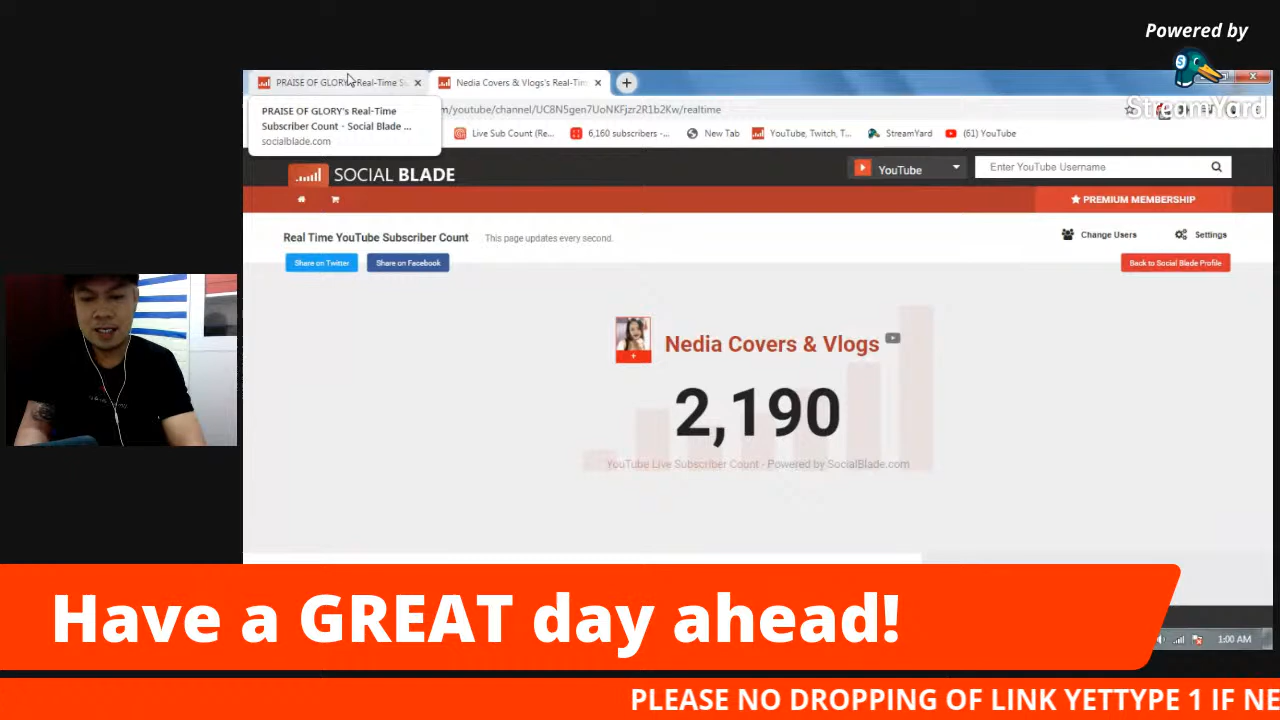 Powered by
StreamYard
PRAISE OF GLORY's Real-Time S
Nedia Covers & Vlogs's Real-Tim
PRAISE OF GLORY's Real-Time
Subscriber Count - Social Blade ...
socialblade.com
m/youtube/channel/UC8N5gen7UoNKFjzr2R1b2Kw/realtime
Live Sub Count (Re...
6,160 subscribers -...
New Tab
YouTube, Twitch, T...
StreamYard
(61) YouTube
SOCIAL BLADE
YouTube
Enter YouTube Username
PREMIUM MEMBERSHIP
Real Time YouTube Subscriber Count
This page updates every second.
Change Users
Settings
Share on Twitter
Share on Facebook
Back to Social Blade Profile
Nedia Covers & Vlogs
2,190
YouTube Live Subscriber Count - Powered by SocialBlade.com
Have a GREAT day ahead!
1:00 AM
PLEASE NO DROPPING OF LINK YETTYPE 1 IF NE